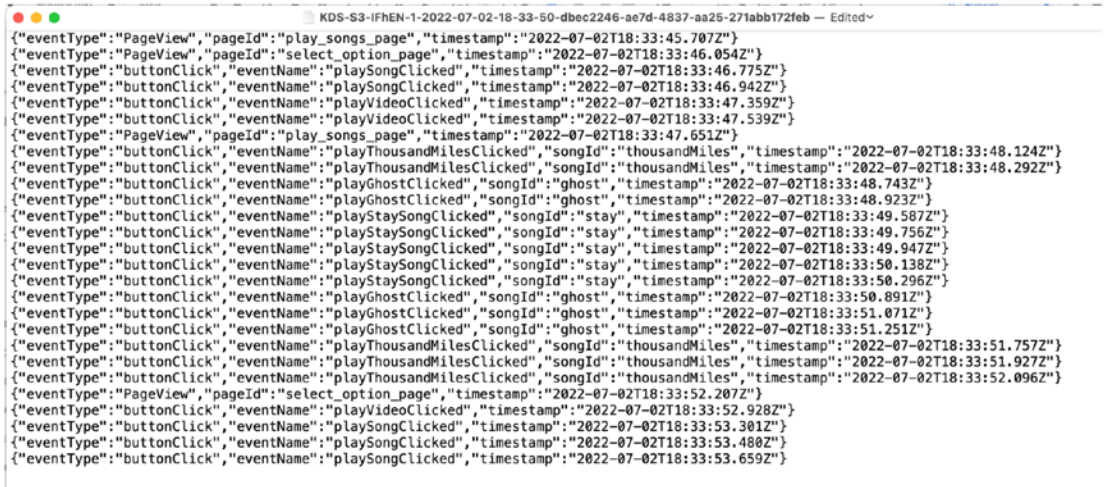 KDS-S3-IFhEN-1-2022-07-02-18-33-50-dbec2246-ae7d-4837-aa25-271abb172feb — Edited
{"eventType":"PageView","pageId":"play_songs_page","timestamp":"2022-07-02T18:33:45.707Z"}
{"eventType":"PageView","pageId":"select_option_page","timestamp":"2022-07-02T18:33:46.054Z"}
{"eventType":"buttonClick","eventName":"playSongClicked","timestamp":"2022-07-02T18:33:46.775Z"}
{"eventType":"buttonClick","eventName":"playSongClicked","timestamp":"2022-07-02T18:33:46.942Z"}
{"eventType":"buttonClick","eventName":"playVideoClicked","timestamp":"2022-07-02T18:33:47.359Z"}
{"eventType":"buttonClick","eventName":"playVideoClicked","timestamp":"2022-07-02T18:33:47.539Z"}
{"eventType":"PageView","pageId":"play_songs_page","timestamp":"2022-07-02T18:33:47.651Z"}
{"eventType":"buttonClick","eventName":"playThousandMilesClicked","songId":"thousandMiles","timestamp":"2022-07-02T18:33:48.124Z"}
{"eventType":"buttonClick","eventName":"playThousandMilesClicked","songId":"thousandMiles","timestamp":"2022-07-02T18:33:48.292Z"}
{"eventType":"buttonClick","eventName":"playGhostClicked","songId":"ghost","timestamp":"2022-07-02T18:33:48.743Z"}
{"eventType":"buttonClick","eventName":"playGhostClicked","songId":"ghost","timestamp":"2022-07-02T18:33:48.923Z"}
{"eventType":"buttonClick","eventName":"playStaySongClicked","songId":"stay","timestamp":"2022-07-02T18:33:49.587Z"}
{"eventType":"buttonClick","eventName":"playStaySongClicked","songId":"stay","timestamp":"2022-07-02T18:33:49.756Z"}
{"eventType":"buttonClick","eventName":"playStaySongClicked","songId":"stay","timestamp":"2022-07-02T18:33:49.947Z"}
{"eventType":"buttonClick","eventName":"playStaySongClicked","songId":"stay","timestamp":"2022-07-02T18:33:50.138Z"}
{"eventType":"buttonClick","eventName":"playStaySongClicked","songId":"stay","timestamp":"2022-07-02T18:33:50.296Z"}
{"eventType":"buttonClick","eventName":"playGhostClicked","songId":"ghost","timestamp":"2022-07-02T18:33:50.891Z"}
{"eventType":"buttonClick","eventName":"playGhostClicked","songId":"ghost","timestamp":"2022-07-02T18:33:51.071Z"}
{"eventType":"buttonClick","eventName":"playGhostClicked","songId":"ghost","timestamp":"2022-07-02T18:33:51.251Z"}
{"eventType":"buttonClick","eventName":"playThousandMilesClicked","songId":"thousandMiles","timestamp":"2022-07-02T18:33:51.757Z"}
{"eventType":"buttonClick","eventName":"playThousandMilesClicked","songId":"thousandMiles","timestamp":"2022-07-02T18:33:51.927Z"}
{"eventType":"buttonClick","eventName":"playThousandMilesClicked","songId":"thousandMiles","timestamp":"2022-07-02T18:33:52.096Z"}
{"eventType":"PageView","pageId":"select_option_page","timestamp":"2022-07-02T18:33:52.207Z"}
{"eventType":"buttonClick","eventName":"playVideoClicked","timestamp":"2022-07-02T18:33:52.928Z"}
{"eventType":"buttonClick","eventName":"playSongClicked","timestamp":"2022-07-02T18:33:53.301Z"}
{"eventType":"buttonClick","eventName":"playSongClicked","timestamp":"2022-07-02T18:33:53.480Z"}
{"eventType":"buttonClick","eventName":"playSongClicked","timestamp":"2022-07-02T18:33:53.659Z"}